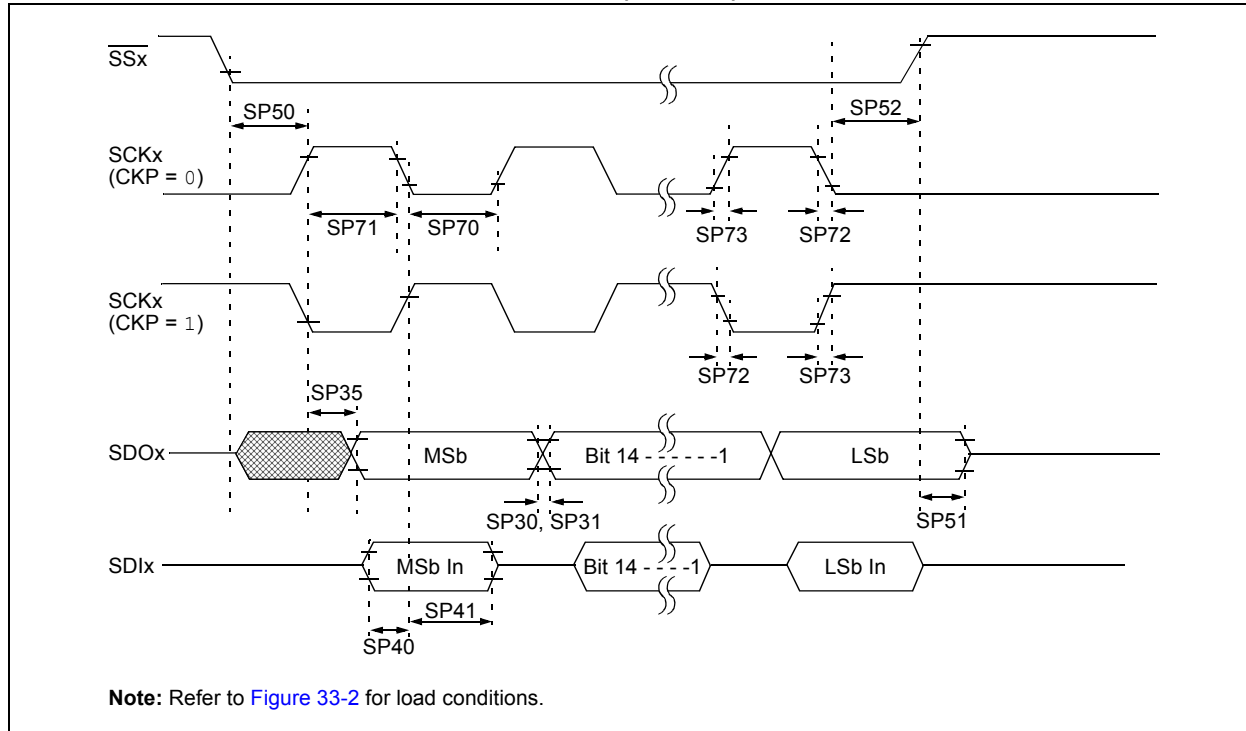 SSx
SP50
SP52
SCKx
(CKP = 0)
SP71
SP70
SP73
SP72
SCKx
(CKP = 1)
SP72
SP73
SP35
SDOx
MSb
Bit 14 - - - - - -1
LSb
SP30, SP31
SP51
SDIx
MSb In
Bit 14 - - - -1
LSb In
SP41
SP40
Note: Refer to Figure 33-2 for load conditions.